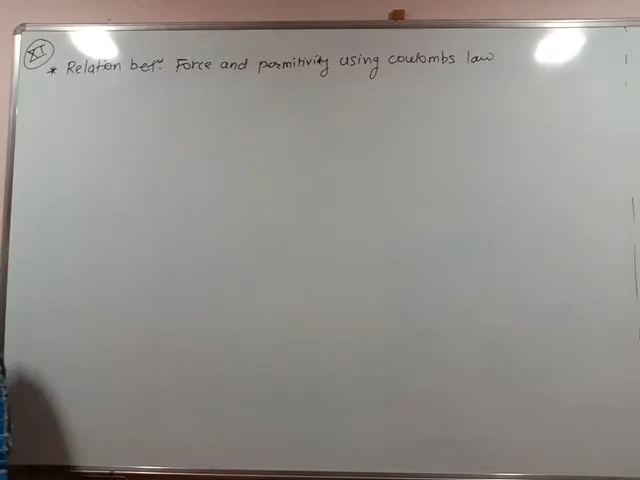 XI
* Relation betn. Force and permitivity using coulombs law